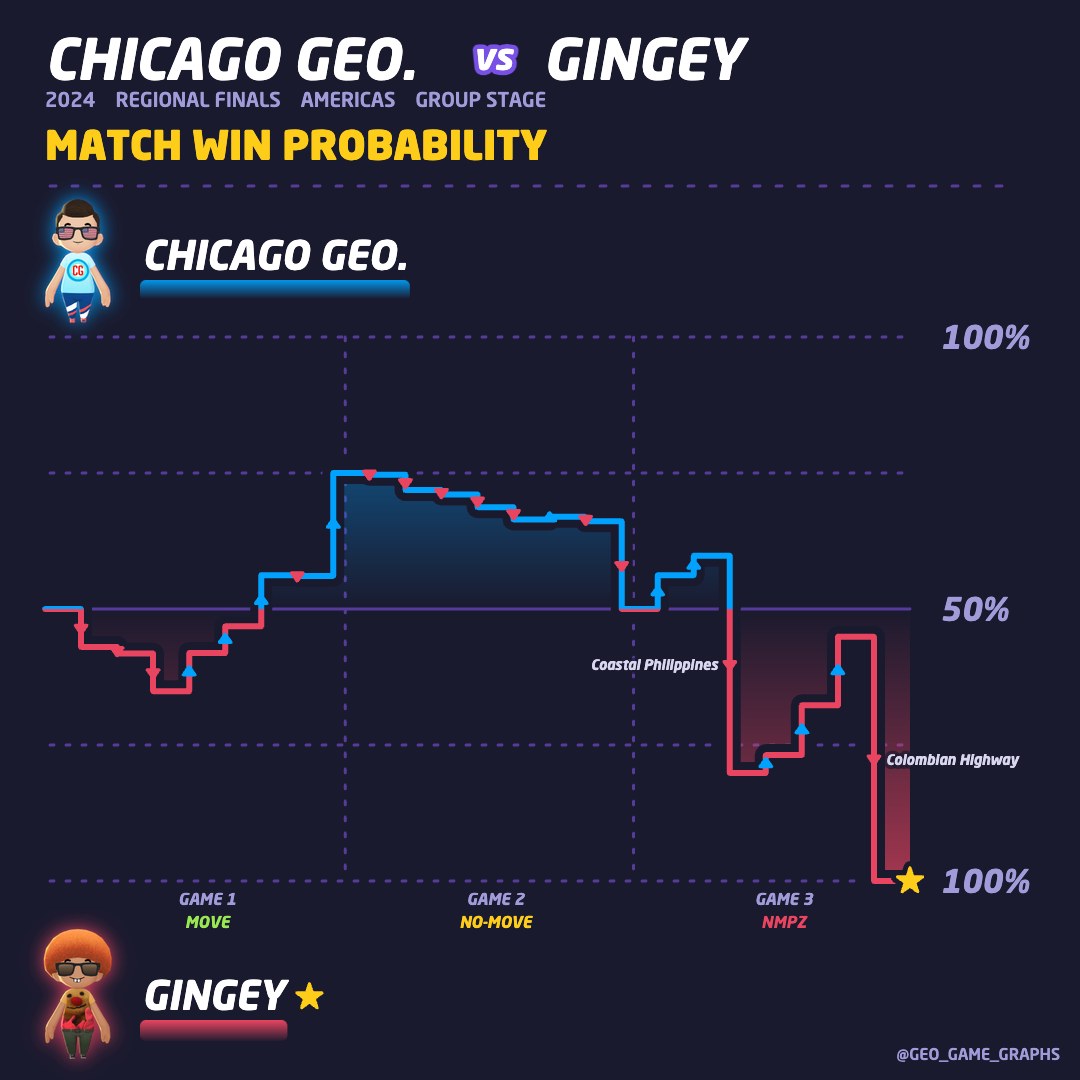 CHICAGO GEO. VS GINGEY
2024 REGIONAL FINALS AMERICAS GROUP STAGE
MATCH WIN PROBABILITY
CG
CHICAGO GEO.
100%
50%
Coastal Philippines
Colombian Highway
100%
GAME 1 GAME 2 GAME 3
MOVE NO-MOVE NMPZ
GINGEY
@GEO_GAME_GRAPHS